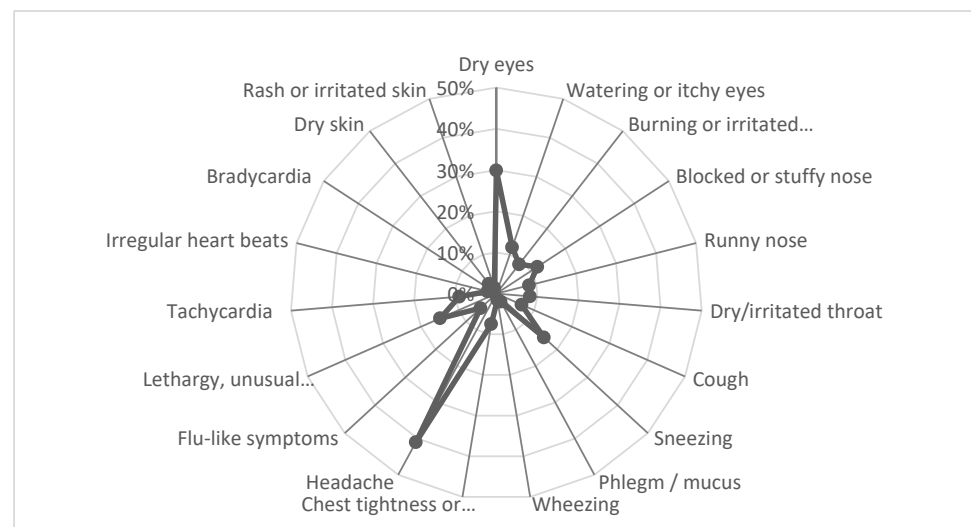 Dry eyes
50%
Rash or irritated skin
Watering or itchy eyes
Dry skin
40%
Burning or irritated…
Bradycardia
30%
Blocked or stuffy nose
20%
Irregular heart beats
Runny nose
10%
0%
Tachycardia
Dry/irritated throat
Lethargy, unusual…
Cough
Flu-like symptoms
Sneezing
Headache
Phlegm / mucus
Chest tightness or…
Wheezing